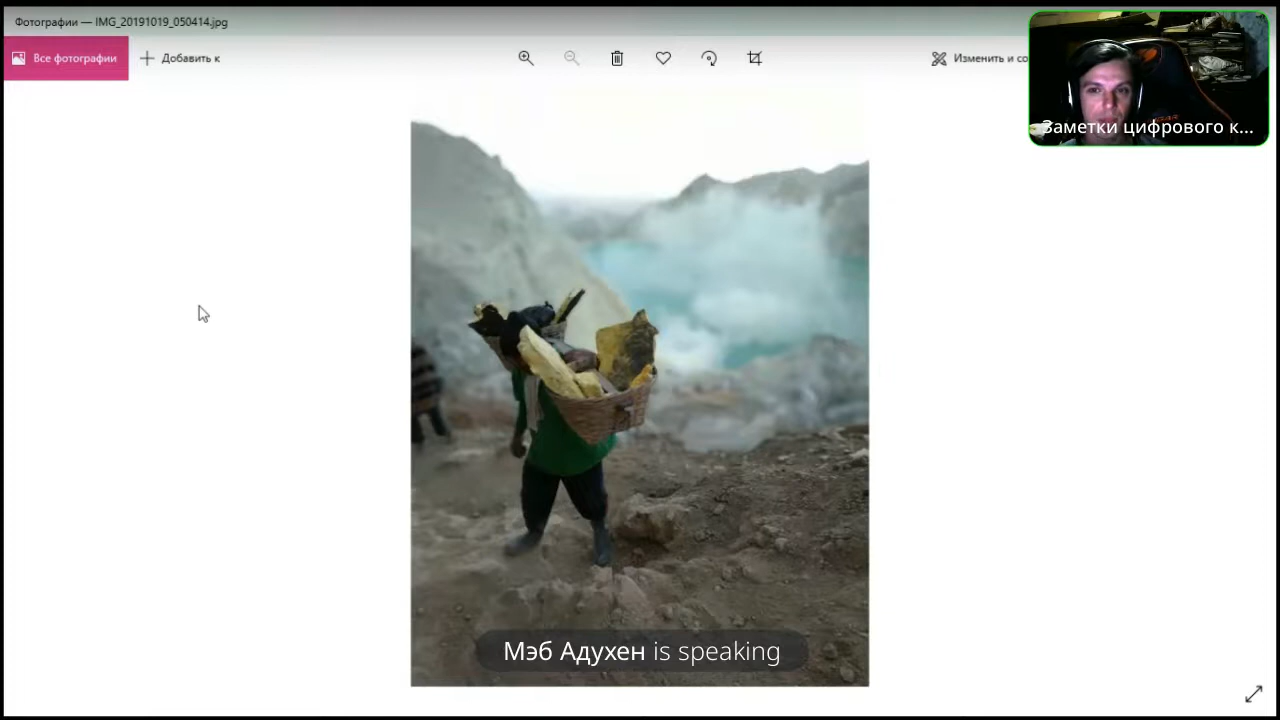 Фотографии — IMG_20191019_050414.jpg
Все фотографии
Добавить к
Изменить и со
Заметки цифрового к...
Мэб Адухен is speaking